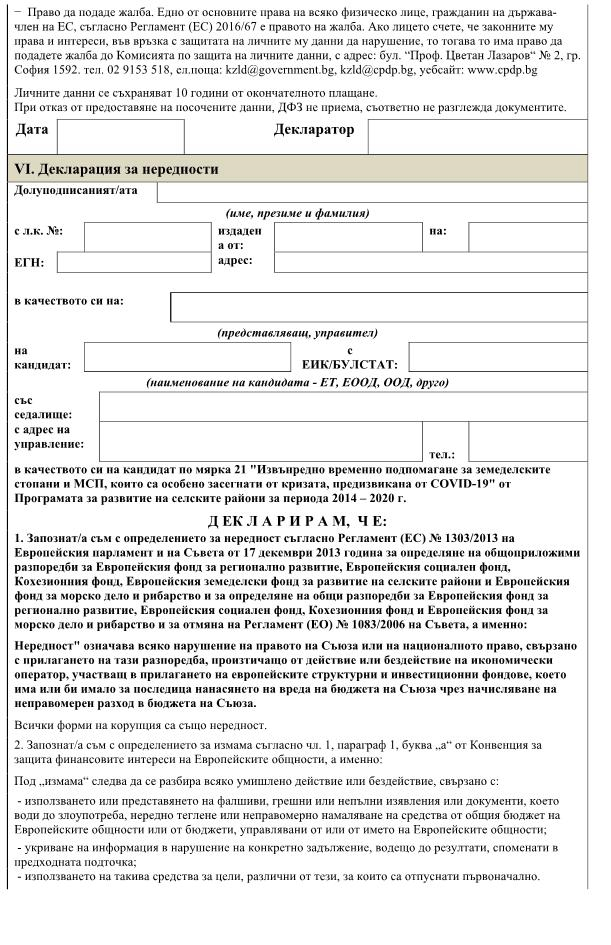 − Право да подаде жалба. Едно от основните права на всяко физическо лице, гражданин на държава-
член на ЕС, съгласно Регламент (ЕС) 2016/67 е правото на жалба. Ако лицето счете, че законните му
права и интереси, във връзка с защитата на личните му данни да нарушение, то тогава то има право да
подадете жалба до Комисията по защита на личните данни, с адрес: бул. “Проф. Цветан Лазаров“ № 2, гр.
София 1592. тел. 02 9153 518, ел.поща: kzld@government.bg, kzld@cpdp.bg, уебсайт: www.cpdp.bg
Личните данни се съхраняват 10 години от окончателното плащане.
При отказ от предоставяне на посочените данни, ДФЗ не приема, съответно не разглежда документите.
Дата Декларатор
VI. Декларация за нередности
Долуподписаният/ата
(име, презиме и фамилия)
с л.к. №: издаден на:
а от:
ЕГН: адрес:
в качеството си на:
(представляващ, управител)
на с
кандидат: ЕИК/БУЛСТАТ:
(наименование на кандидата - ЕТ, ЕООД, ООД, друго)
със
седалище:
с адрес на
управление: тел.:
в качеството си на кандидат по мярка 21 "Извънредно временно подпомагане за земеделските
стопани и МСП, които са особено засегнати от кризата, предизвикана от COVID-19" от
Програмата за развитие на селските райони за периода 2014 – 2020 г.
Д Е К Л А Р И Р А М, Ч Е:
1. Запознат/а съм с определението за нередност съгласно Регламент (ЕС) № 1303/2013 на
Европейския парламент и на Съвета от 17 декември 2013 година за определяне на общоприложими
разпоредби за Европейския фонд за регионално развитие, Европейския социален фонд,
Кохезионния фонд, Европейския земеделски фонд за развитие на селските райони и Европейския
фонд за морско дело и рибарство и за определяне на общи разпоредби за Европейския фонд за
регионално развитие, Европейския социален фонд, Кохезионния фонд и Европейския фонд за
морско дело и рибарство и за отмяна на Регламент (ЕО) № 1083/2006 на Съвета, а именно:
Нередност" означава всяко нарушение на правото на Съюза или на националното право, свързано
с прилагането на тази разпоредба, произтичащо от действие или бездействие на икономически
оператор, участващ в прилагането на европейските структурни и инвестиционни фондове, което
има или би имало за последица нанасянето на вреда на бюджета на Съюза чрез начисляване на
неправомерен разход в бюджета на Съюза.
Всички форми на корупция са също нередност.
2. Запознат/а съм с определението за измама съгласно чл. 1, параграф 1, буква „а“ от Конвенция за
защита финансовите интереси на Европейските общности, а именно:
Под „измама“ следва да се разбира всяко умишлено действие или бездействие, свързано с:
- използването или представянето на фалшиви, грешни или непълни изявления или документи, което
води до злоупотреба, нередно теглене или неправомерно намаляване на средства от общия бюджет на
Европейските общности или от бюджети, управлявани от или от името на Европейските общности;
- укриване на информация в нарушение на конкретно задължение, водещо до резултати, споменати в
предходната подточка;
- използването на такива средства за цели, различни от тези, за които са отпуснати първоначално.